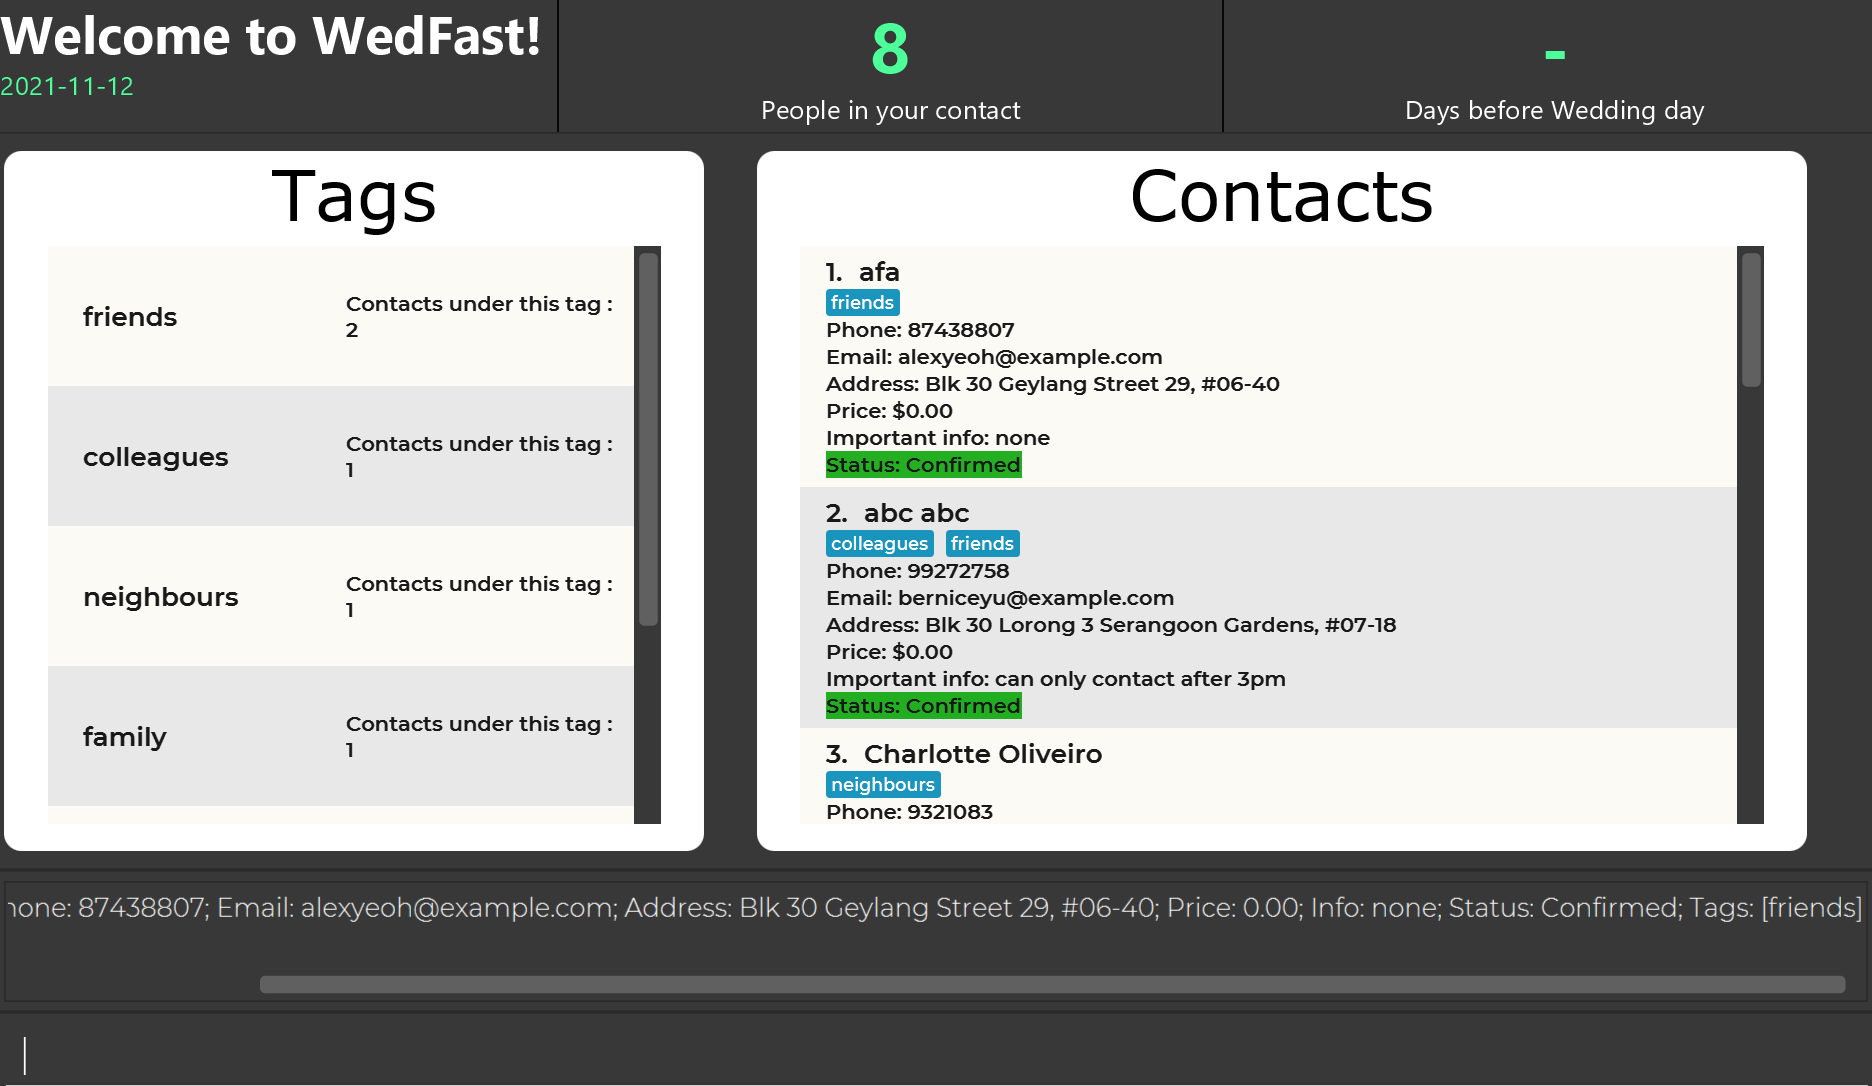 Welcome to WedFast!
2021-11-12
8
People in your contact
-
Days before Wedding day
Tags
friends
Contacts under this tag :
2
colleagues
Contacts under this tag :
1
neighbours
Contacts under this tag :
1
family
Contacts under this tag :
1
Contacts
1. afa
friends
Phone: 87438807
Email: alexyeoh@example.com
Address: Blk 30 Geylang Street 29, #06-40
Price: $0.00
Important info: none
Status: Confirmed
2. abc abc
colleagues friends
Phone: 99272758
Email: berniceyu@example.com
Address: Blk 30 Lorong 3 Serangoon Gardens, #07-18
Price: $0.00
Important info: can only contact after 3pm
Status: Confirmed
3. Charlotte Oliveiro
neighbours
Phone: 9321083
hone: 87438807; Email: alexyeoh@example.com; Address: Blk 30 Geylang Street 29, #06-40; Price: 0.00; Info: none; Status: Confirmed; Tags: [friends]